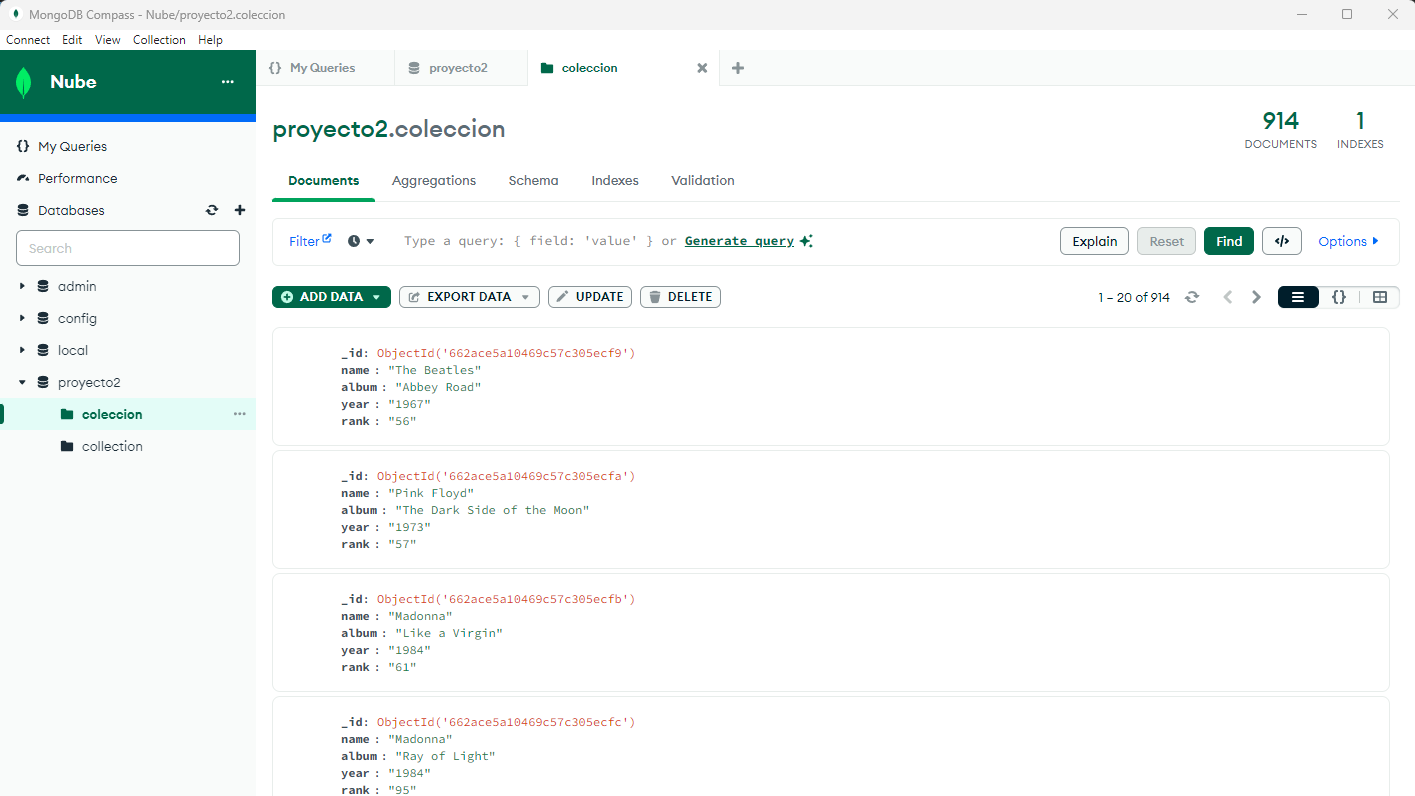 MongoDB Compass - Nube/proyecto2.coleccion
Connect Edit View Collection Help
Nube
My Queries
proyecto2
coleccion
{} My Queries
Performance
Databases
Search
admin
config
local
proyecto2
coleccion
collection
proyecto2.coleccion
914
DOCUMENTS
1
INDEXES
Documents Aggregations Schema Indexes Validation
Filter
Type a query: { field: 'value' } or Generate query
Explain Reset Find </> Options
ADD DATA EXPORT DATA UPDATE DELETE
1 – 20 of 914
{}
_id: ObjectId('662ace5a10469c57c305ecf9')
name : "The Beatles"
album : "Abbey Road"
year : "1967"
rank : "56"
_id: ObjectId('662ace5a10469c57c305ecfa')
name : "Pink Floyd"
album : "The Dark Side of the Moon"
year : "1973"
rank : "57"
_id: ObjectId('662ace5a10469c57c305ecfb')
name : "Madonna"
album : "Like a Virgin"
year : "1984"
rank : "61"
_id: ObjectId('662ace5a10469c57c305ecfc')
name : "Madonna"
album : "Ray of Light"
year : "1984"
rank : "95"